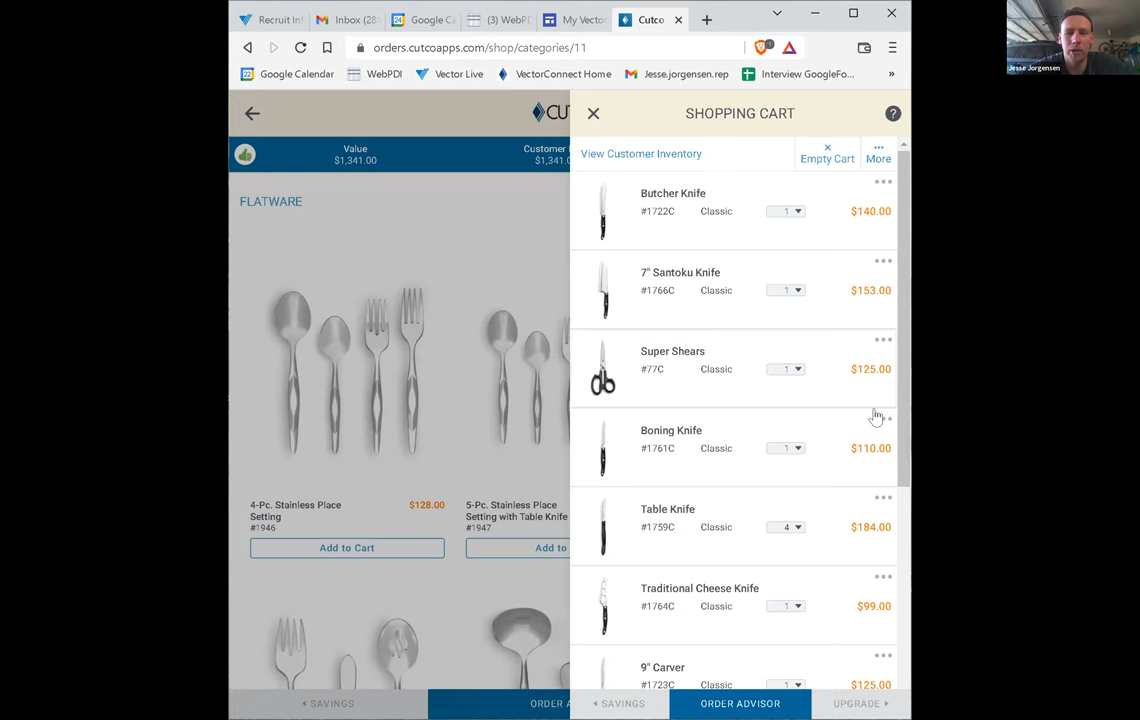 Recruit In
Inbox (28
Google Ca
(3) WebP
My Vecto
Cutco
orders.cutcoapps.com/shop/categories/11
1
Google Calendar
WebPDI
Vector Live
VectorConnect Home
Jesse.jorgensen.rep
Interview GoogleFo...
»
Jesse Jorgensen
CU
SHOPPING CART
?
Value
$1,341.00
Customer
$1,341.0
View Customer Inventory
Empty Cart
More
FLATWARE
Butcher Knife
#1722C Classic 1 $140.00
7" Santoku Knife
#1766C Classic 1 $153.00
Super Shears
#77C Classic 1 $125.00
Boning Knife
#1761C Classic 1 $110.00
Table Knife
#1759C Classic 4 $184.00
Traditional Cheese Knife
#1764C Classic 1 $99.00
9" Carver
#1723C Classic 1 $125.00
4-Pc. Stainless Place $128.00
Setting
#1946
Add to Cart
5-Pc. Stainless Place
Setting with Table Knife
#1947
Add to
SAVINGS
ORDER A
SAVINGS
ORDER ADVISOR
UPGRADE